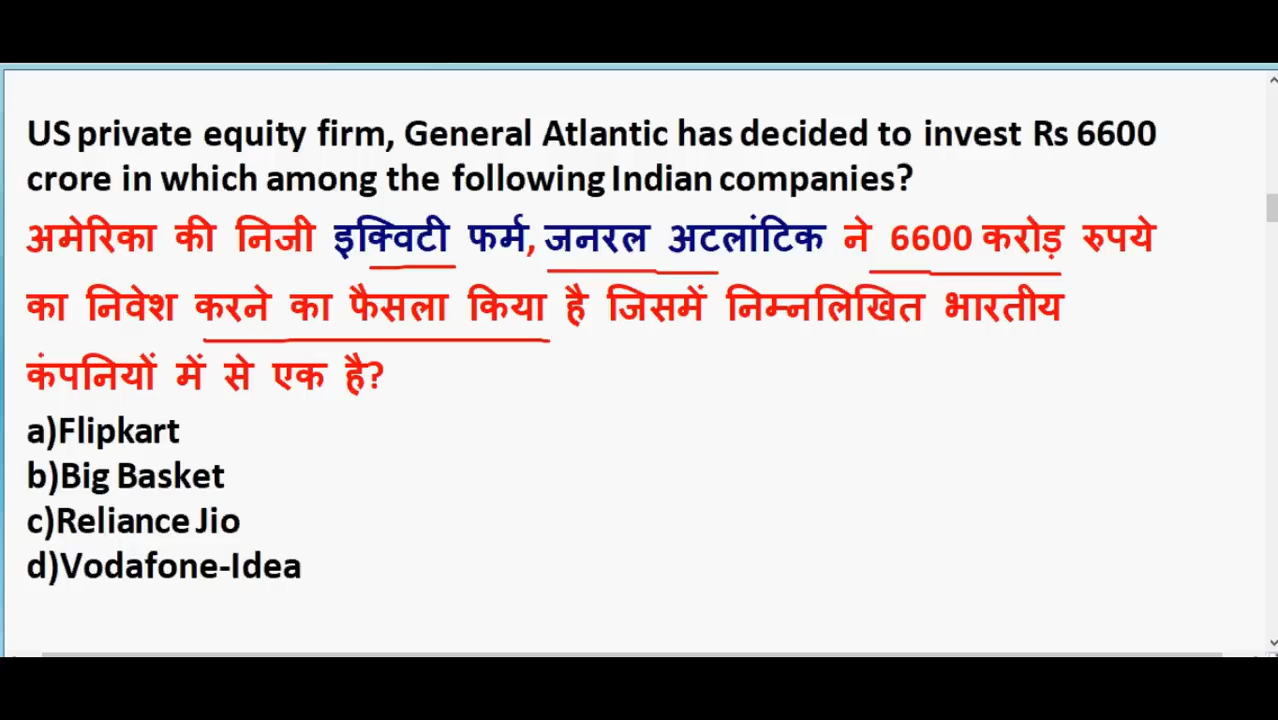 US private equity firm, General Atlantic has decided to invest Rs 6600
crore in which among the following Indian companies?
अमेरिका की निजी इक्विटी फर्म, जनरल अटलांटिक ने 6600 करोड़ रुपये
का निवेश करने का फैसला किया है जिसमें निम्नलिखित भारतीय
कंपनियों में से एक है?
a)Flipkart
b)Big Basket
c)Reliance Jio
d)Vodafone-Idea